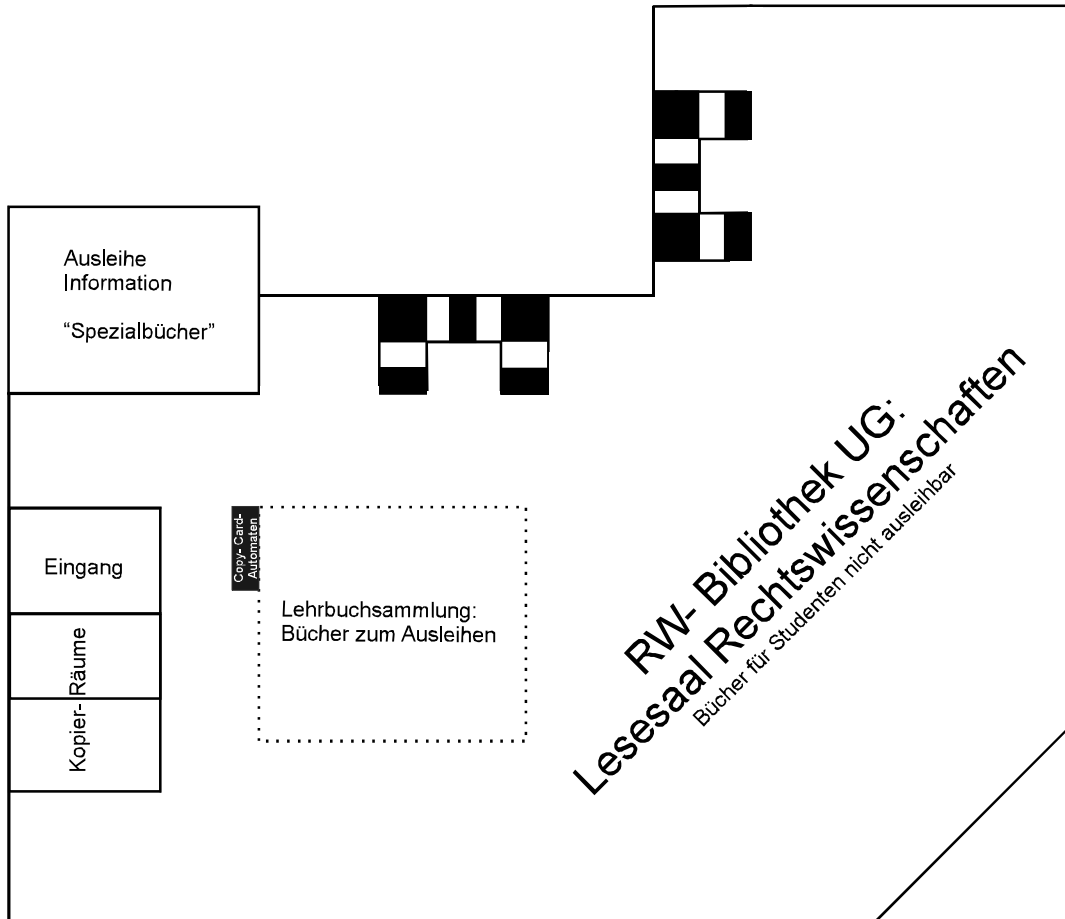 Ausleihe
Information
“Spezialbücher”
Eingang
Kopier- Räume
Copy- Card-
Automaten
Lehrbuchsammlung:
Bücher zum Ausleihen
RW- Bibliothek UG:
Lesesaal Rechtswissenschaften
Bücher für Studenten nicht ausleihbar